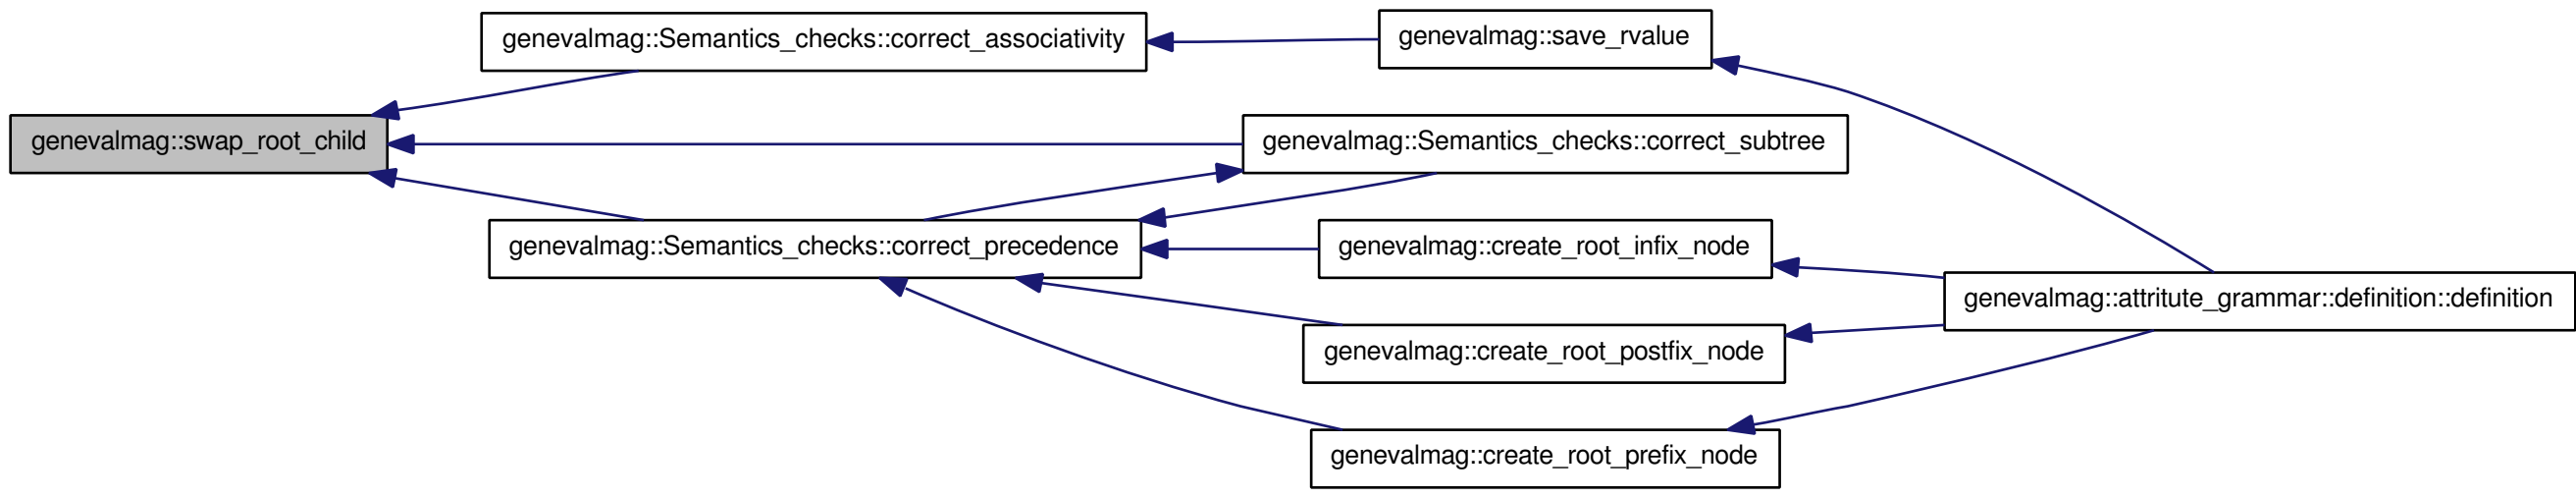 genevalmag::Semantics_checks::correct_associativity
genevalmag::save_rvalue
genevalmag::swap_root_child
genevalmag::Semantics_checks::correct_subtree
genevalmag::Semantics_checks::correct_precedence
genevalmag::create_root_infix_node
genevalmag::attritute_grammar::definition::definition
genevalmag::create_root_postfix_node
genevalmag::create_root_prefix_node